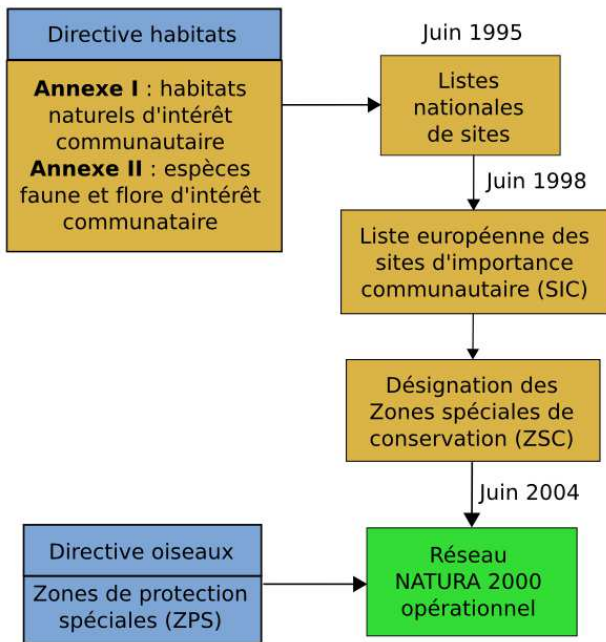 Directive habitats
Annexe I : habitats
naturels d'intérêt
communautaire
Annexe II : espèces
faune et flore d'intérêt
communataire
Juin 1995
Listes
nationales
de sites
Juin 1998
Liste européenne des
sites d'importance
communautaire (SIC)
Désignation des
Zones spéciales de
conservation (ZSC)
Juin 2004
Directive oiseaux
Zones de protection
spéciales (ZPS)
Réseau
NATURA 2000
opérationnel